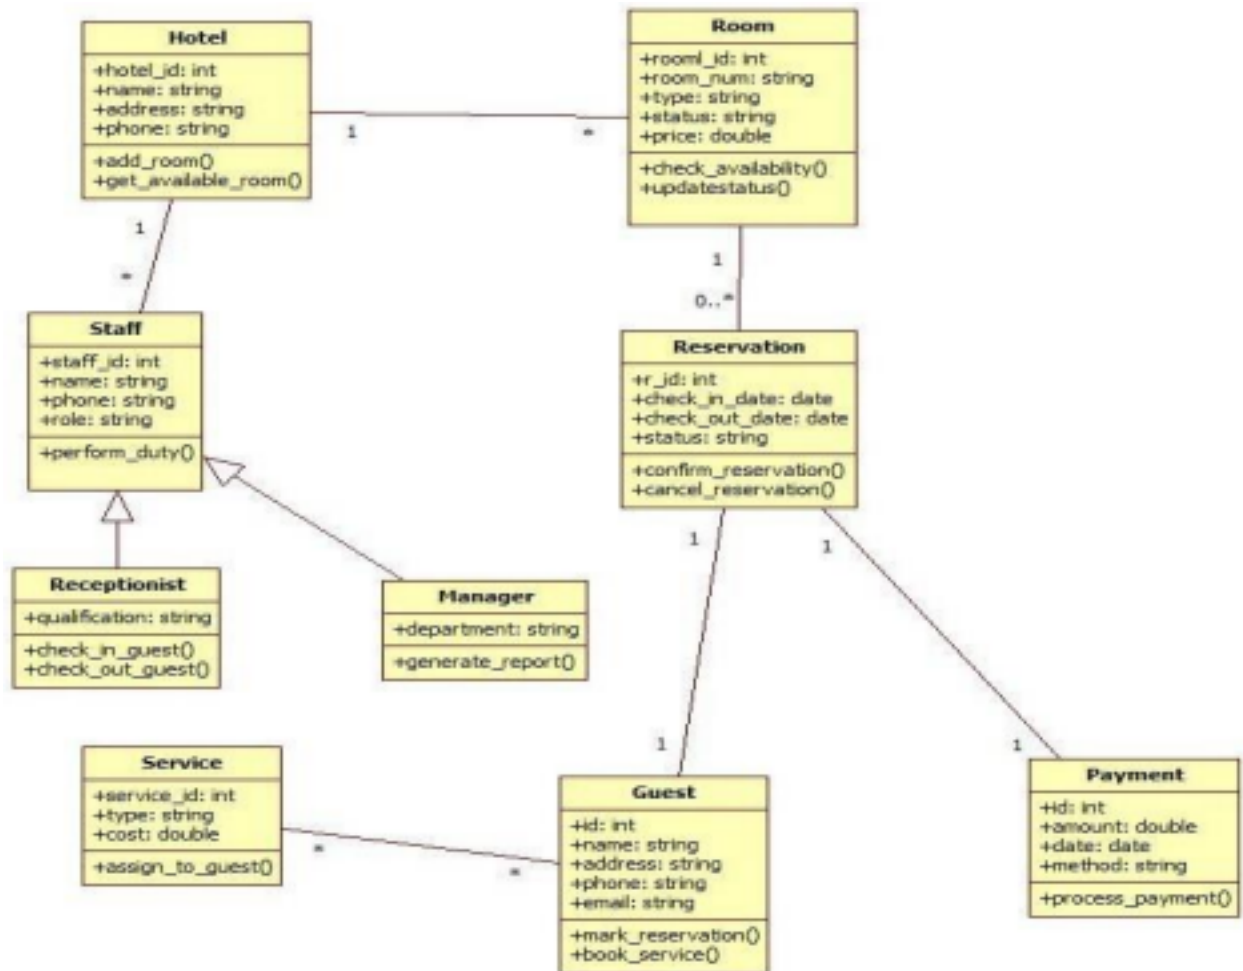 Hotel
+hotel_id: int
+name: string
+address: string
+phone: string
+add_room()
+get_available_room()
Room
+rooml_id: int
+room_num: string
+type: string
+status: string
+price: double
+check_availability()
+updatestatus()
1
*
1
*
1
0..*
Staff
+staff_id: int
+name: string
+phone: string
+role: string
+perform_duty()
Reservation
+r_id: int
+check_in_date: date
+check_out_date: date
+status: string
+confirm_reservation()
+cancel_reservation()
1
1
Receptionist
+qualification: string
+check_in_guest()
+check_out_guest()
Manager
+department: string
+generate_report()
1
1
Service
+service_id: int
+type: string
+cost: double
+assign_to_guest()
*
*
Guest
+id: int
+name: string
+address: string
+phone: string
+email: string
+mark_reservation()
+book_service()
Payment
+id: int
+amount: double
+date: date
+method: string
+process_payment()